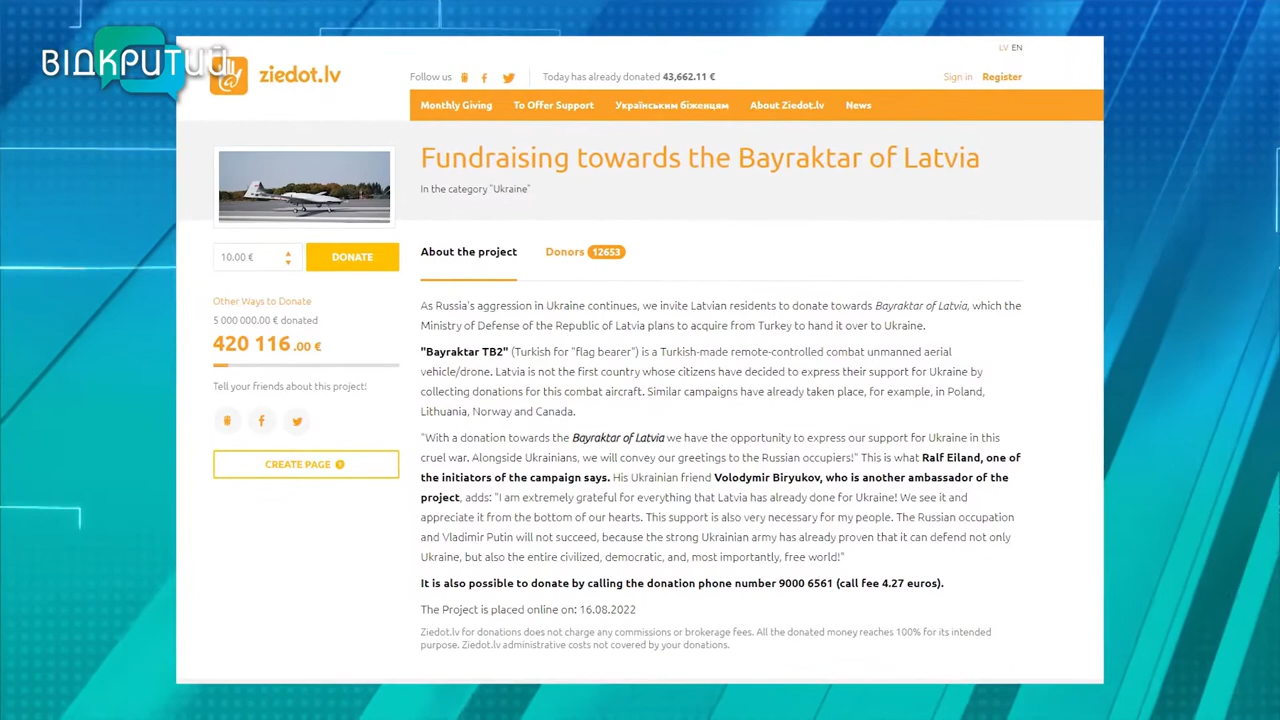 ВІДКРИТИЙ
ziedot.lv
LV EN
Follow us
Today has already donated 43,662.11 €
Sign in Register
Monthly Giving To Offer Support Українським біженцям About Ziedot.lv News
Fundraising towards the Bayraktar of Latvia
In the category "Ukraine"
10.00 €
DONATE
Other Ways to Donate
5 000 000.00 € donated
420 116.00 €
Tell your friends about this project!
CREATE PAGE
About the project Donors 12653
As Russia's aggression in Ukraine continues, we invite Latvian residents to donate towards Bayraktar of Latvia, which the
Ministry of Defense of the Republic of Latvia plans to acquire from Turkey to hand it over to Ukraine.
"Bayraktar TB2" (Turkish for "flag bearer") is a Turkish-made remote-controlled combat unmanned aerial
vehicle/drone. Latvia is not the first country whose citizens have decided to express their support for Ukraine by
collecting donations for this combat aircraft. Similar campaigns have already taken place, for example, in Poland,
Lithuania, Norway and Canada.
"With a donation towards the Bayraktar of Latvia we have the opportunity to express our support for Ukraine in this
cruel war. Alongside Ukrainians, we will convey our greetings to the Russian occupiers!" This is what Ralf Eiland, one of
the initiators of the campaign says. His Ukrainian friend Volodymir Biryukov, who is another ambassador of the
project, adds: "I am extremely grateful for everything that Latvia has already done for Ukraine! We see it and
appreciate it from the bottom of our hearts. This support is also very necessary for my people. The Russian occupation
and Vladimir Putin will not succeed, because the strong Ukrainian army has already proven that it can defend not only
Ukraine, but also the entire civilized, democratic, and, most importantly, free world!"
It is also possible to donate by calling the donation phone number 9000 6561 (call fee 4.27 euros).
The Project is placed online on: 16.08.2022
Ziedot.lv for donations does not charge any commissions or brokerage fees. All the donated money reaches 100% for its intended
purpose. Ziedot.lv administrative costs not covered by your donations.